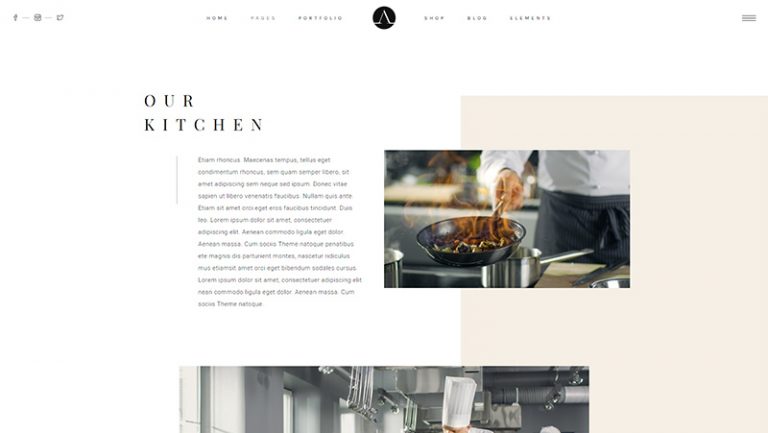 HOME PAGES PORTFOLIO SHOP BLOG ELEMENTS
OUR
KITCHEN
Etiam rhoncus. Maecenas tempus, tellus eget
condimentum rhoncus, sem quam semper libero, sit
amet adipiscing sem neque sed ipsum. Donec vitae
sapien ut libero venenatis faucibus. Nullam quis ante.
Etiam sit amet orci eget eros faucibus tincidunt. Duis
leo. Lorem ipsum dolor sit amet, consectetuer
adipiscing elit. Aenean commodo ligula eget dolor.
Aenean massa. Cum sociis Theme natoque penatibus
ete magnis dis parturient montes, nascetur ridiculus
mus etiamsit amet orci eget bibendum sodales cursus.
Lorem ipsum dolor sit amet, consectetuer adipiscing elit
nean commodo ligula eget dolor. Aenean massa. Cum
sociis Theme natoque.